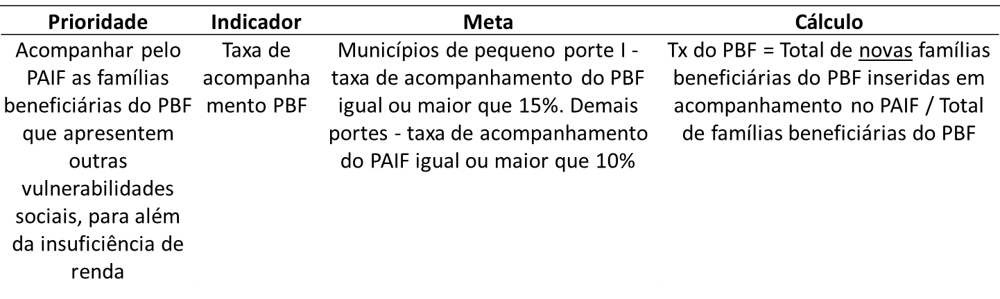 Prioridade Indicador Meta Cálculo
Acompanhar pelo
PAIF as famílias
beneficiárias do PBF
que apresentem
outras
vulnerabilidades
sociais, para além
da insuficiência de
renda
Taxa de
acompanha
mento PBF
Municípios de pequeno porte I -
taxa de acompanhamento do PBF
igual ou maior que 15%. Demais
portes - taxa de acompanhamento
do PAIF igual ou maior que 10%
Tx do PBF = Total de novas famílias
beneficiárias do PBF inseridas em
acompanhamento no PAIF / Total
de famílias beneficiárias do PBF